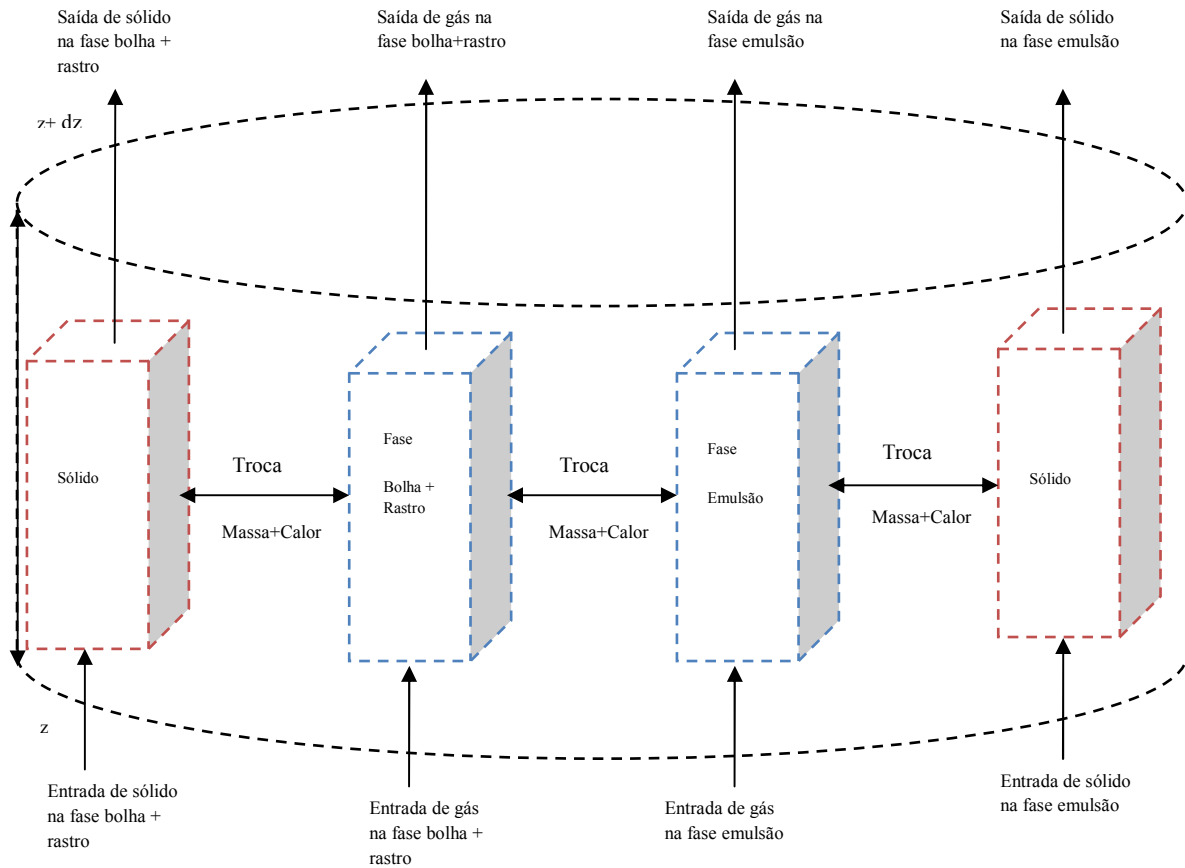 Saída de sólido
na fase bolha +
rastro
Saída de gás na
fase bolha+rastro
Saída de gás na
fase emulsão
Saída de sólido
na fase emulsão
z+ dz
Sólido
Troca
Massa+Calor
Fase
Bolha +
Rastro
Troca
Massa+Calor
Fase
Emulsão
Troca
Massa+Calor
Sólido
z
Entrada de sólido
na fase bolha +
rastro
Entrada de gás
na fase bolha +
rastro
Entrada de gás
na fase emulsão
Entrada de sólido
na fase emulsão